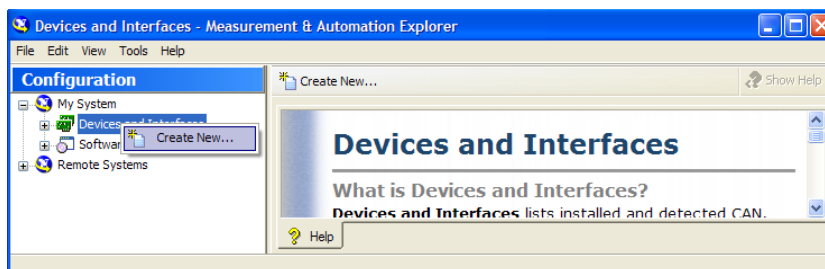 Devices and Interfaces - Measurement & Automation Explorer
File Edit View Tools Help
Configuration
Create New...
Show Help
My System
Devices and Interfaces
Create New...
Software
Remote Systems
Devices and Interfaces
What is Devices and Interfaces?
Devices and Interfaces lists installed and detected CAN,
Help